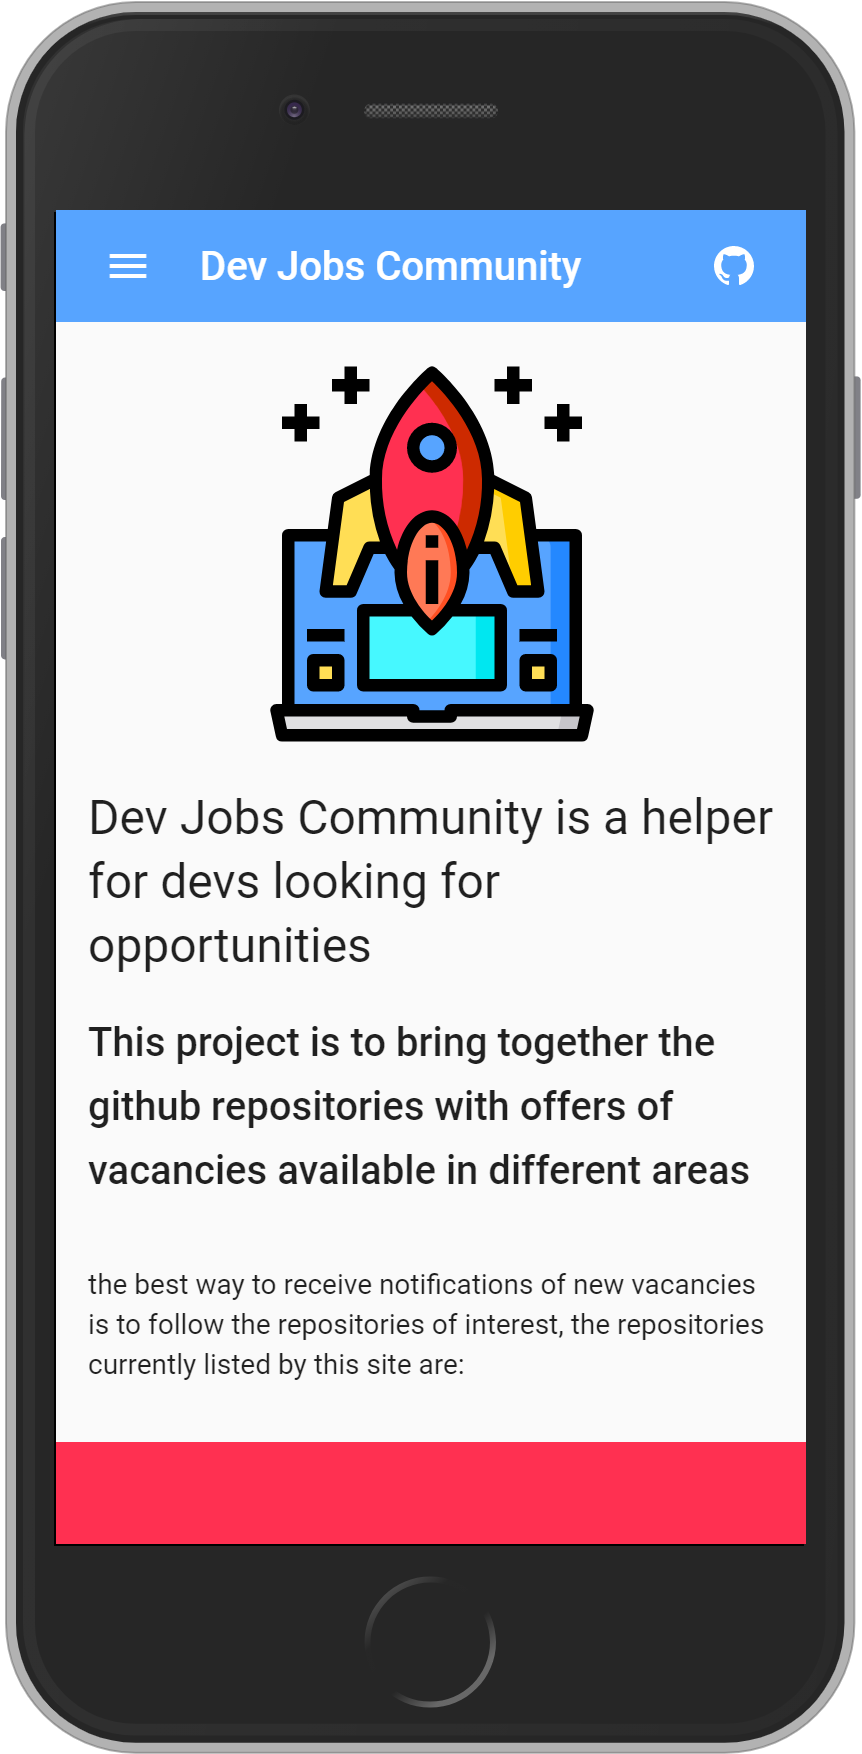 Dev Jobs Community
Dev Jobs Community is a helper
for devs looking for
opportunities
This project is to bring together the
github repositories with offers of
vacancies available in different areas
the best way to receive notifications of new vacancies
is to follow the repositories of interest, the repositories
currently listed by this site are: